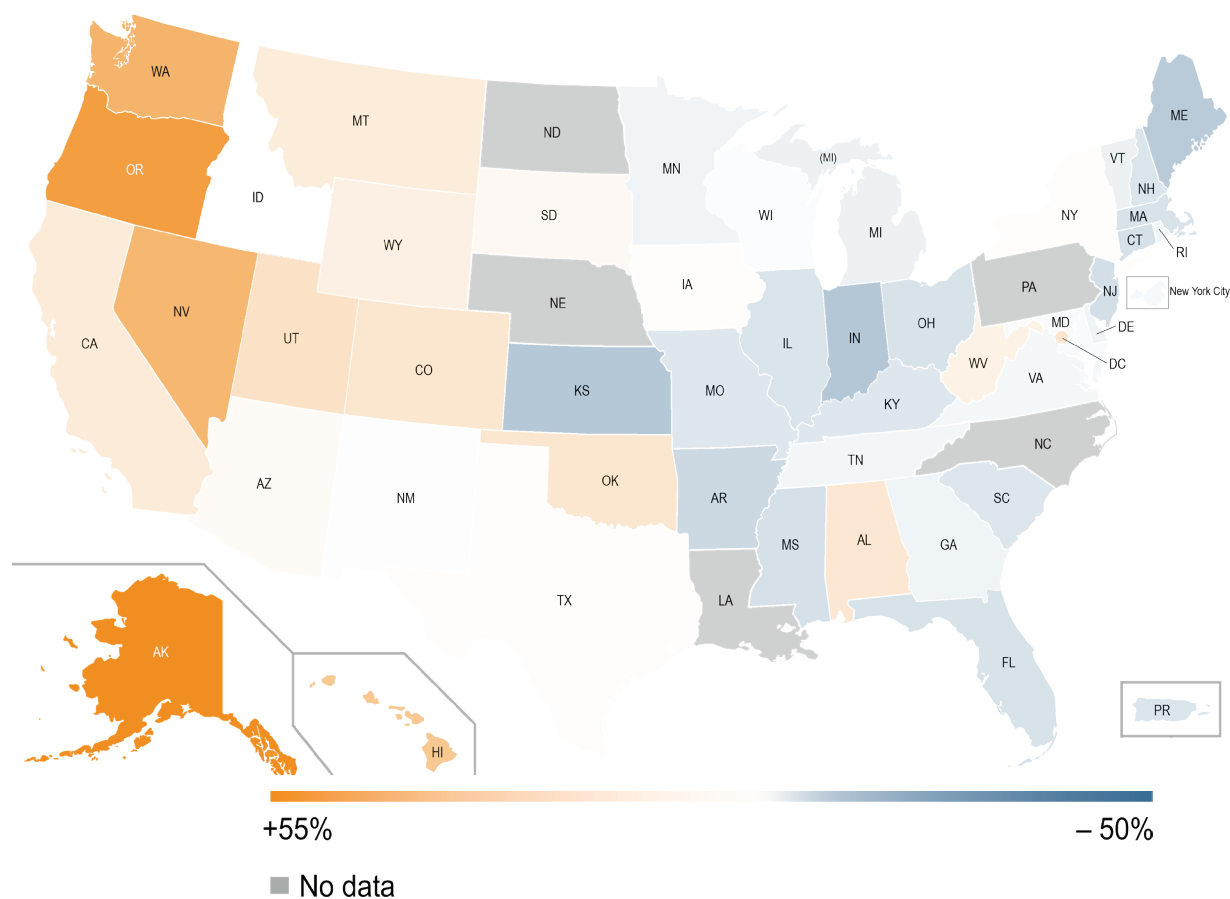 WA
ME
MT
ND
VT
(MI)
MN
OR
NH
ID
SD
WI
NY
MA
MI
CT
WY
RI
IA
PA
NJ
New York City
NE
NV
OH
MD
DE
UT
IN
CA
IL
DC
WV
CO
VA
KS
MO
KY
NC
TN
OK
AZ
NM
AR
SC
AL
MS
GA
TX
LA
AK
FL
PR
HI
+55%
– 50%
No data